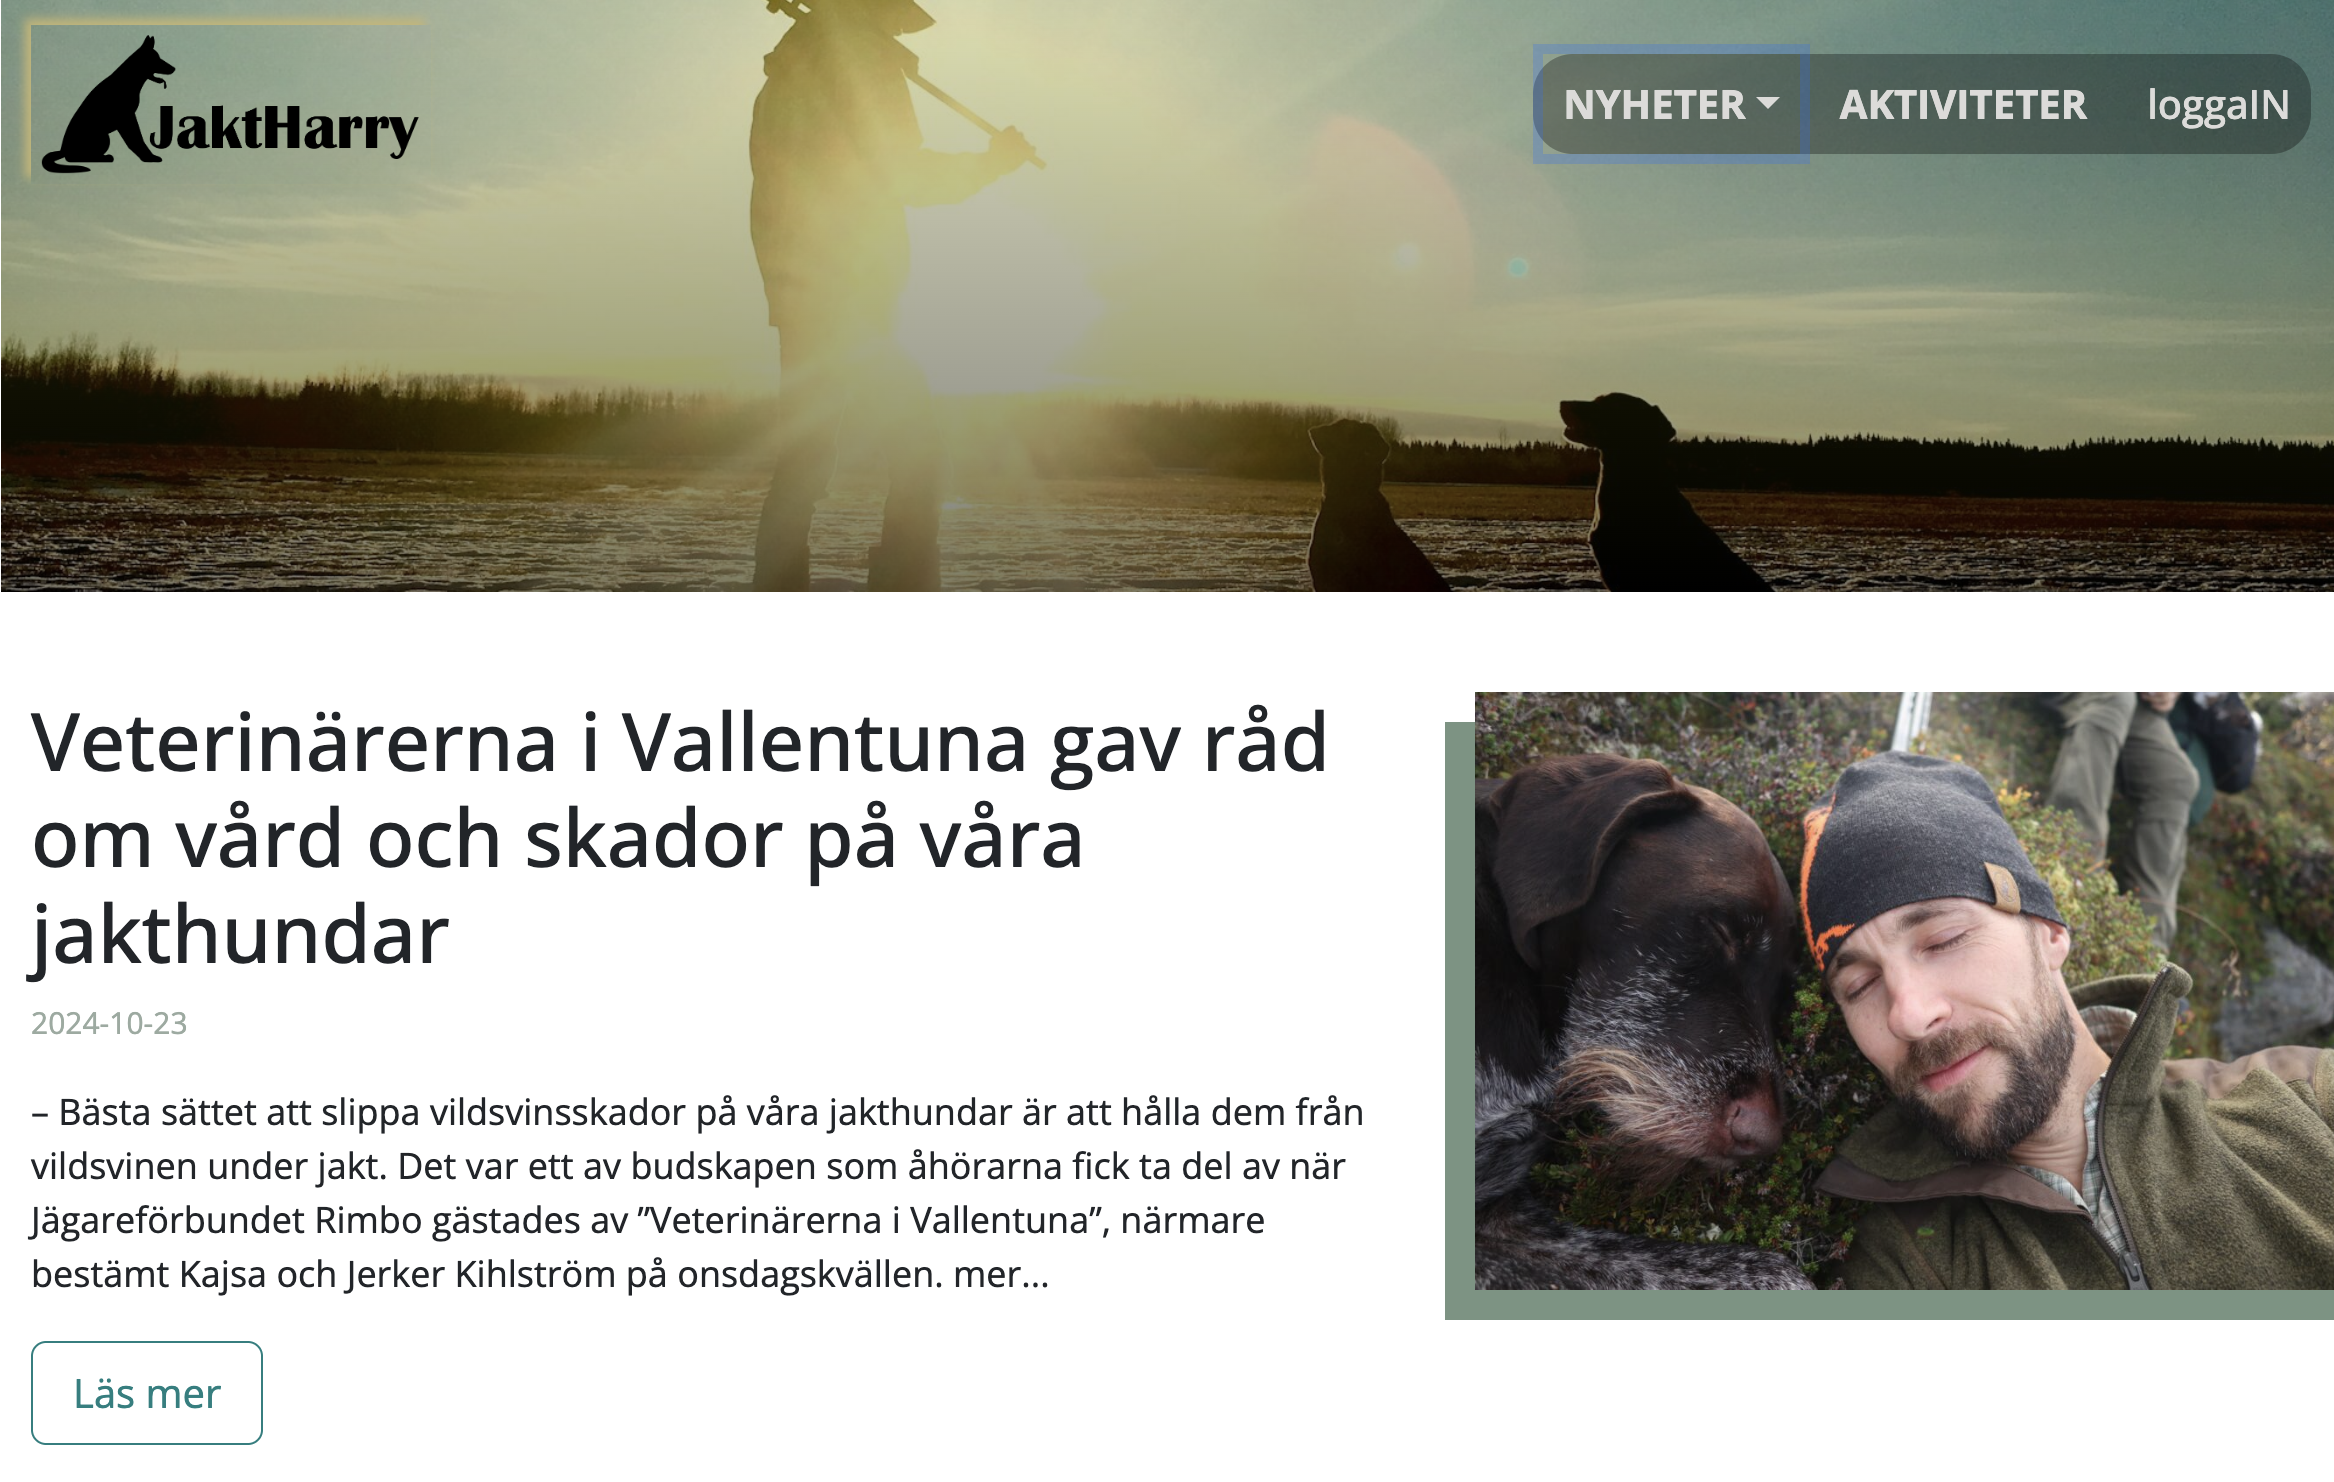 JaktHarry
NYHETER
AKTIVITETER
loggaIN
Veterinärerna i Vallentuna gav råd
om vård och skador på våra
jakthundar
2024-10-23
– Bästa sättet att slippa vildsvinsskador på våra jakthundar är att hålla dem från
vildsvinen under jakt. Det var ett av budskapen som åhörarna fick ta del av när
Jägareförbundet Rimbo gästades av ”Veterinärerna i Vallentuna”, närmare
bestämt Kajsa och Jerker Kihlström på onsdagskvällen. mer...
Läs mer